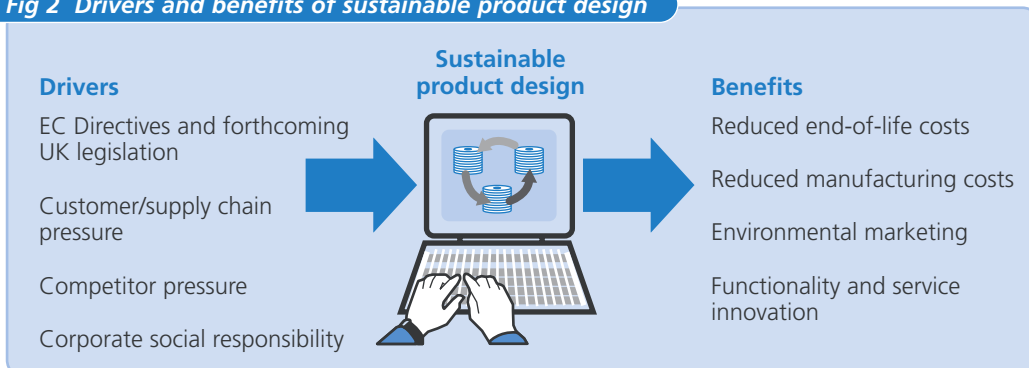 Fig 2 Drivers and benefits of sustainable product design
Drivers
EC Directives and forthcoming
UK legislation
Customer/supply chain
pressure
Competitor pressure
Corporate social responsibility
Sustainable
product design
Benefits
Reduced end-of-life costs
Reduced manufacturing costs
Environmental marketing
Functionality and service
innovation